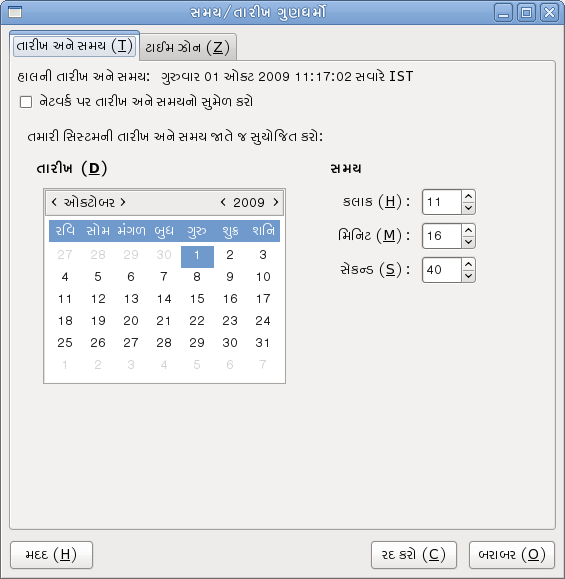 સમય/તારીખ ગુણધર્મો
તારીખ અને સમય (T) ટાઈમ ઝોન (Z)
હાલની તારીખ અને સમય: ગુરુવાર 01 ઓક્ટ 2009 11:17:02 સવારે IST
નેટવર્ક પર તારીખ અને સમયનો સુમેળ કરો
તમારી સિસ્ટમની તારીખ અને સમય જાતે જ સુયોજિત કરો:
તારીખ (D) સમય
< ઓક્ટોબર > < 2009 > કલાક (H) : 11
રવિ સોમ મંગળ બુધ ગુરુ શુક્ર શનિ મિનિટ (M) : 16
27 28 29 30 1 2 3 સેકન્ડ (S) : 40
4 5 6 7 8 9 10
11 12 13 14 15 16 17
18 19 20 21 22 23 24
25 26 27 28 29 30 31
1 2 3 4 5 6 7
મદદ (H) રદ કરો (C) બરાબર (O)